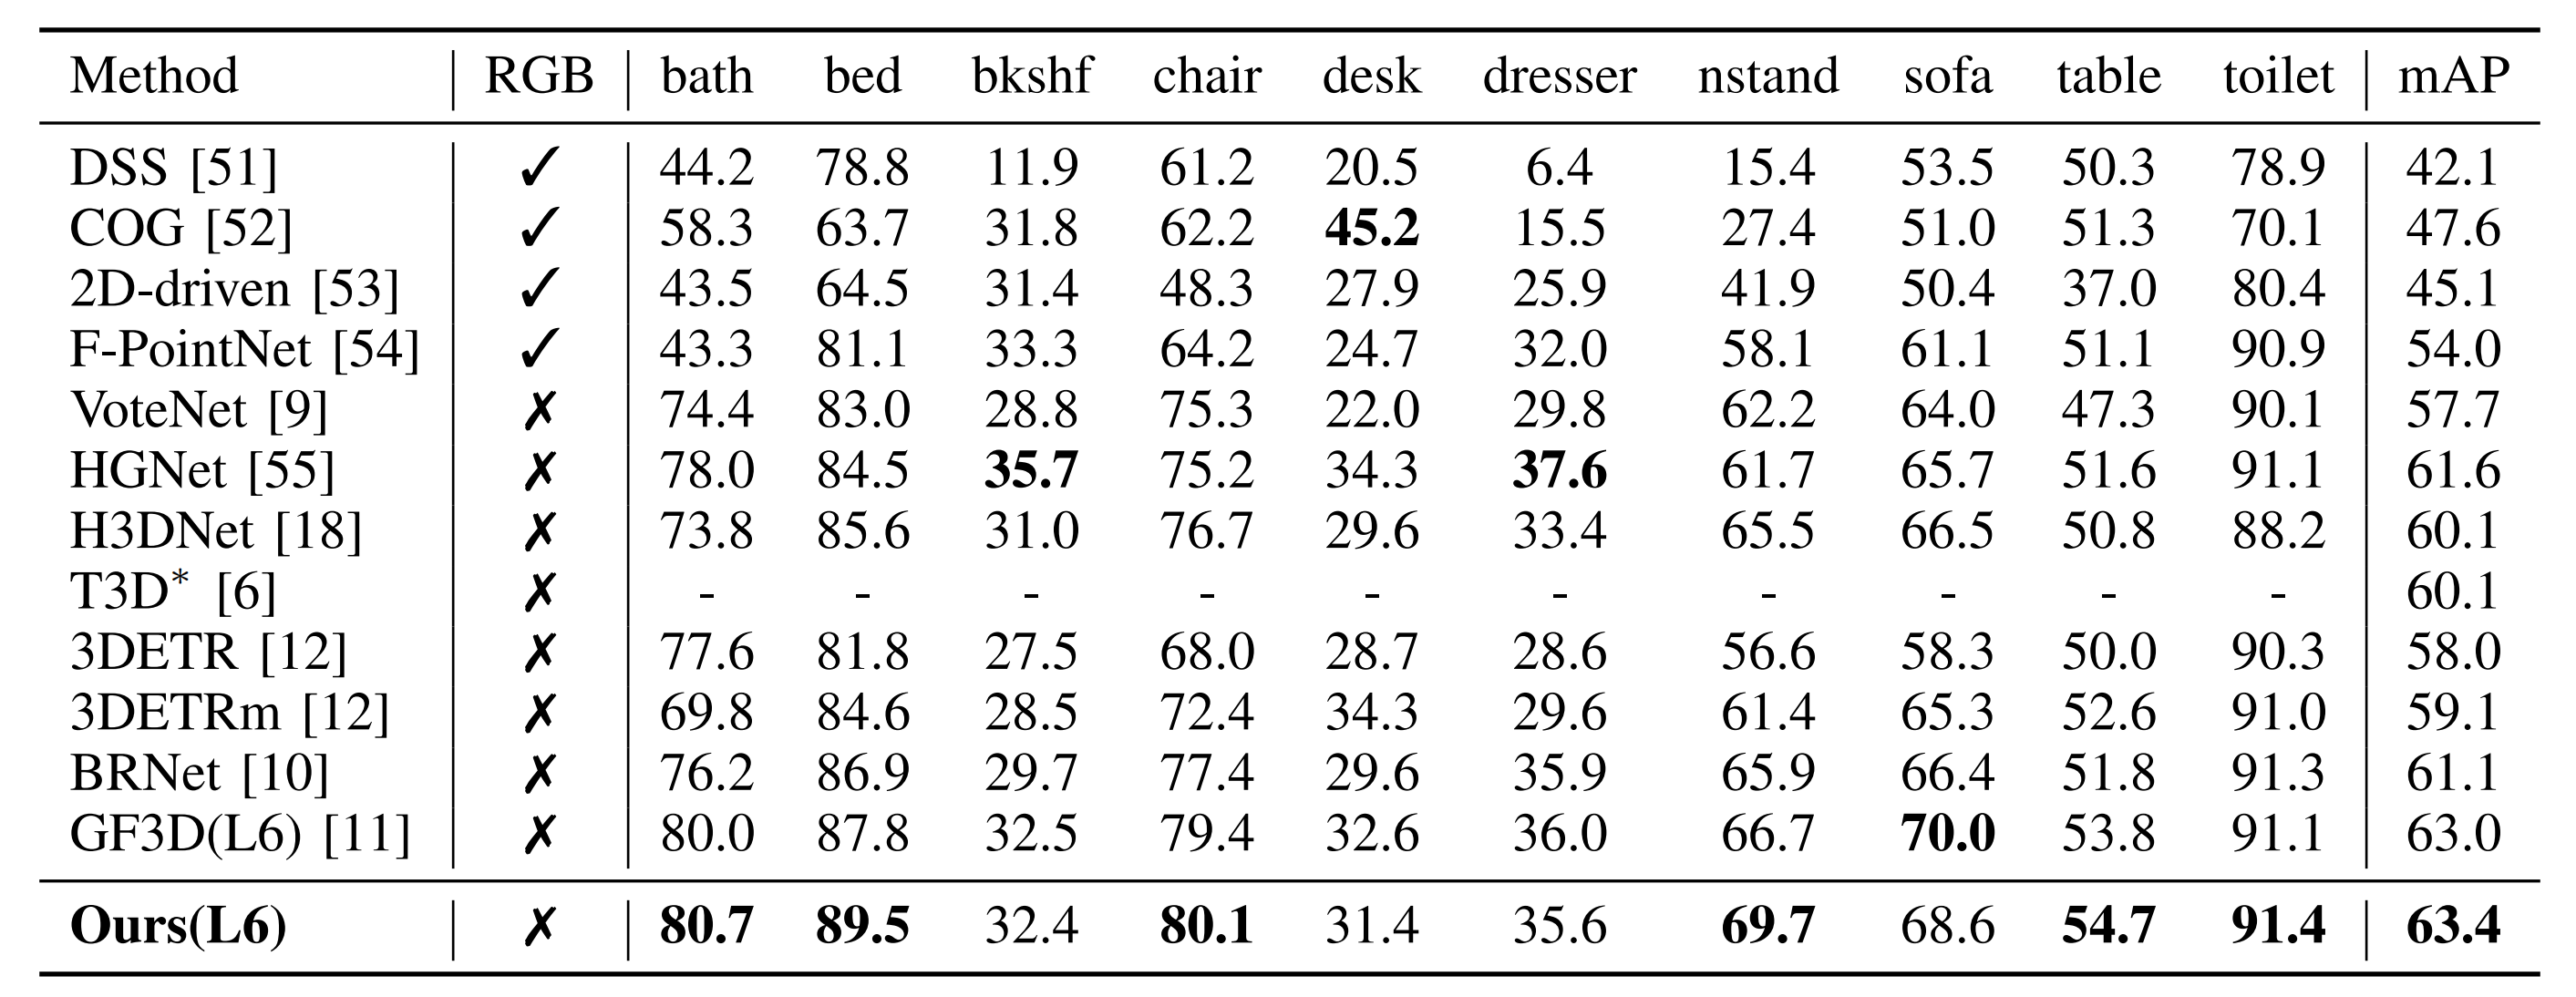 Method RGB bath bed bkshf chair desk dresser nstand sofa table toilet mAP
DSS [51] ✓ 44.2 78.8 11.9 61.2 20.5 6.4 15.4 53.5 50.3 78.9 42.1
COG [52] ✓ 58.3 63.7 31.8 62.2 45.2 15.5 27.4 51.0 51.3 70.1 47.6
2D-driven [53] ✓ 43.5 64.5 31.4 48.3 27.9 25.9 41.9 50.4 37.0 80.4 45.1
F-PointNet [54] ✓ 43.3 81.1 33.3 64.2 24.7 32.0 58.1 61.1 51.1 90.9 54.0
VoteNet [9] ✗ 74.4 83.0 28.8 75.3 22.0 29.8 62.2 64.0 47.3 90.1 57.7
HGNet [55] ✗ 78.0 84.5 35.7 75.2 34.3 37.6 61.7 65.7 51.6 91.1 61.6
H3DNet [18] ✗ 73.8 85.6 31.0 76.7 29.6 33.4 65.5 66.5 50.8 88.2 60.1
T3D* [6] ✗ - - - - - - - - - - 60.1
3DETR [12] ✗ 77.6 81.8 27.5 68.0 28.7 28.6 56.6 58.3 50.0 90.3 58.0
3DETRm [12] ✗ 69.8 84.6 28.5 72.4 34.3 29.6 61.4 65.3 52.6 91.0 59.1
BRNet [10] ✗ 76.2 86.9 29.7 77.4 29.6 35.9 65.9 66.4 51.8 91.3 61.1
GF3D(L6) [11] ✗ 80.0 87.8 32.5 79.4 32.6 36.0 66.7 70.0 53.8 91.1 63.0
Ours(L6) ✗ 80.7 89.5 32.4 80.1 31.4 35.6 69.7 68.6 54.7 91.4 63.4